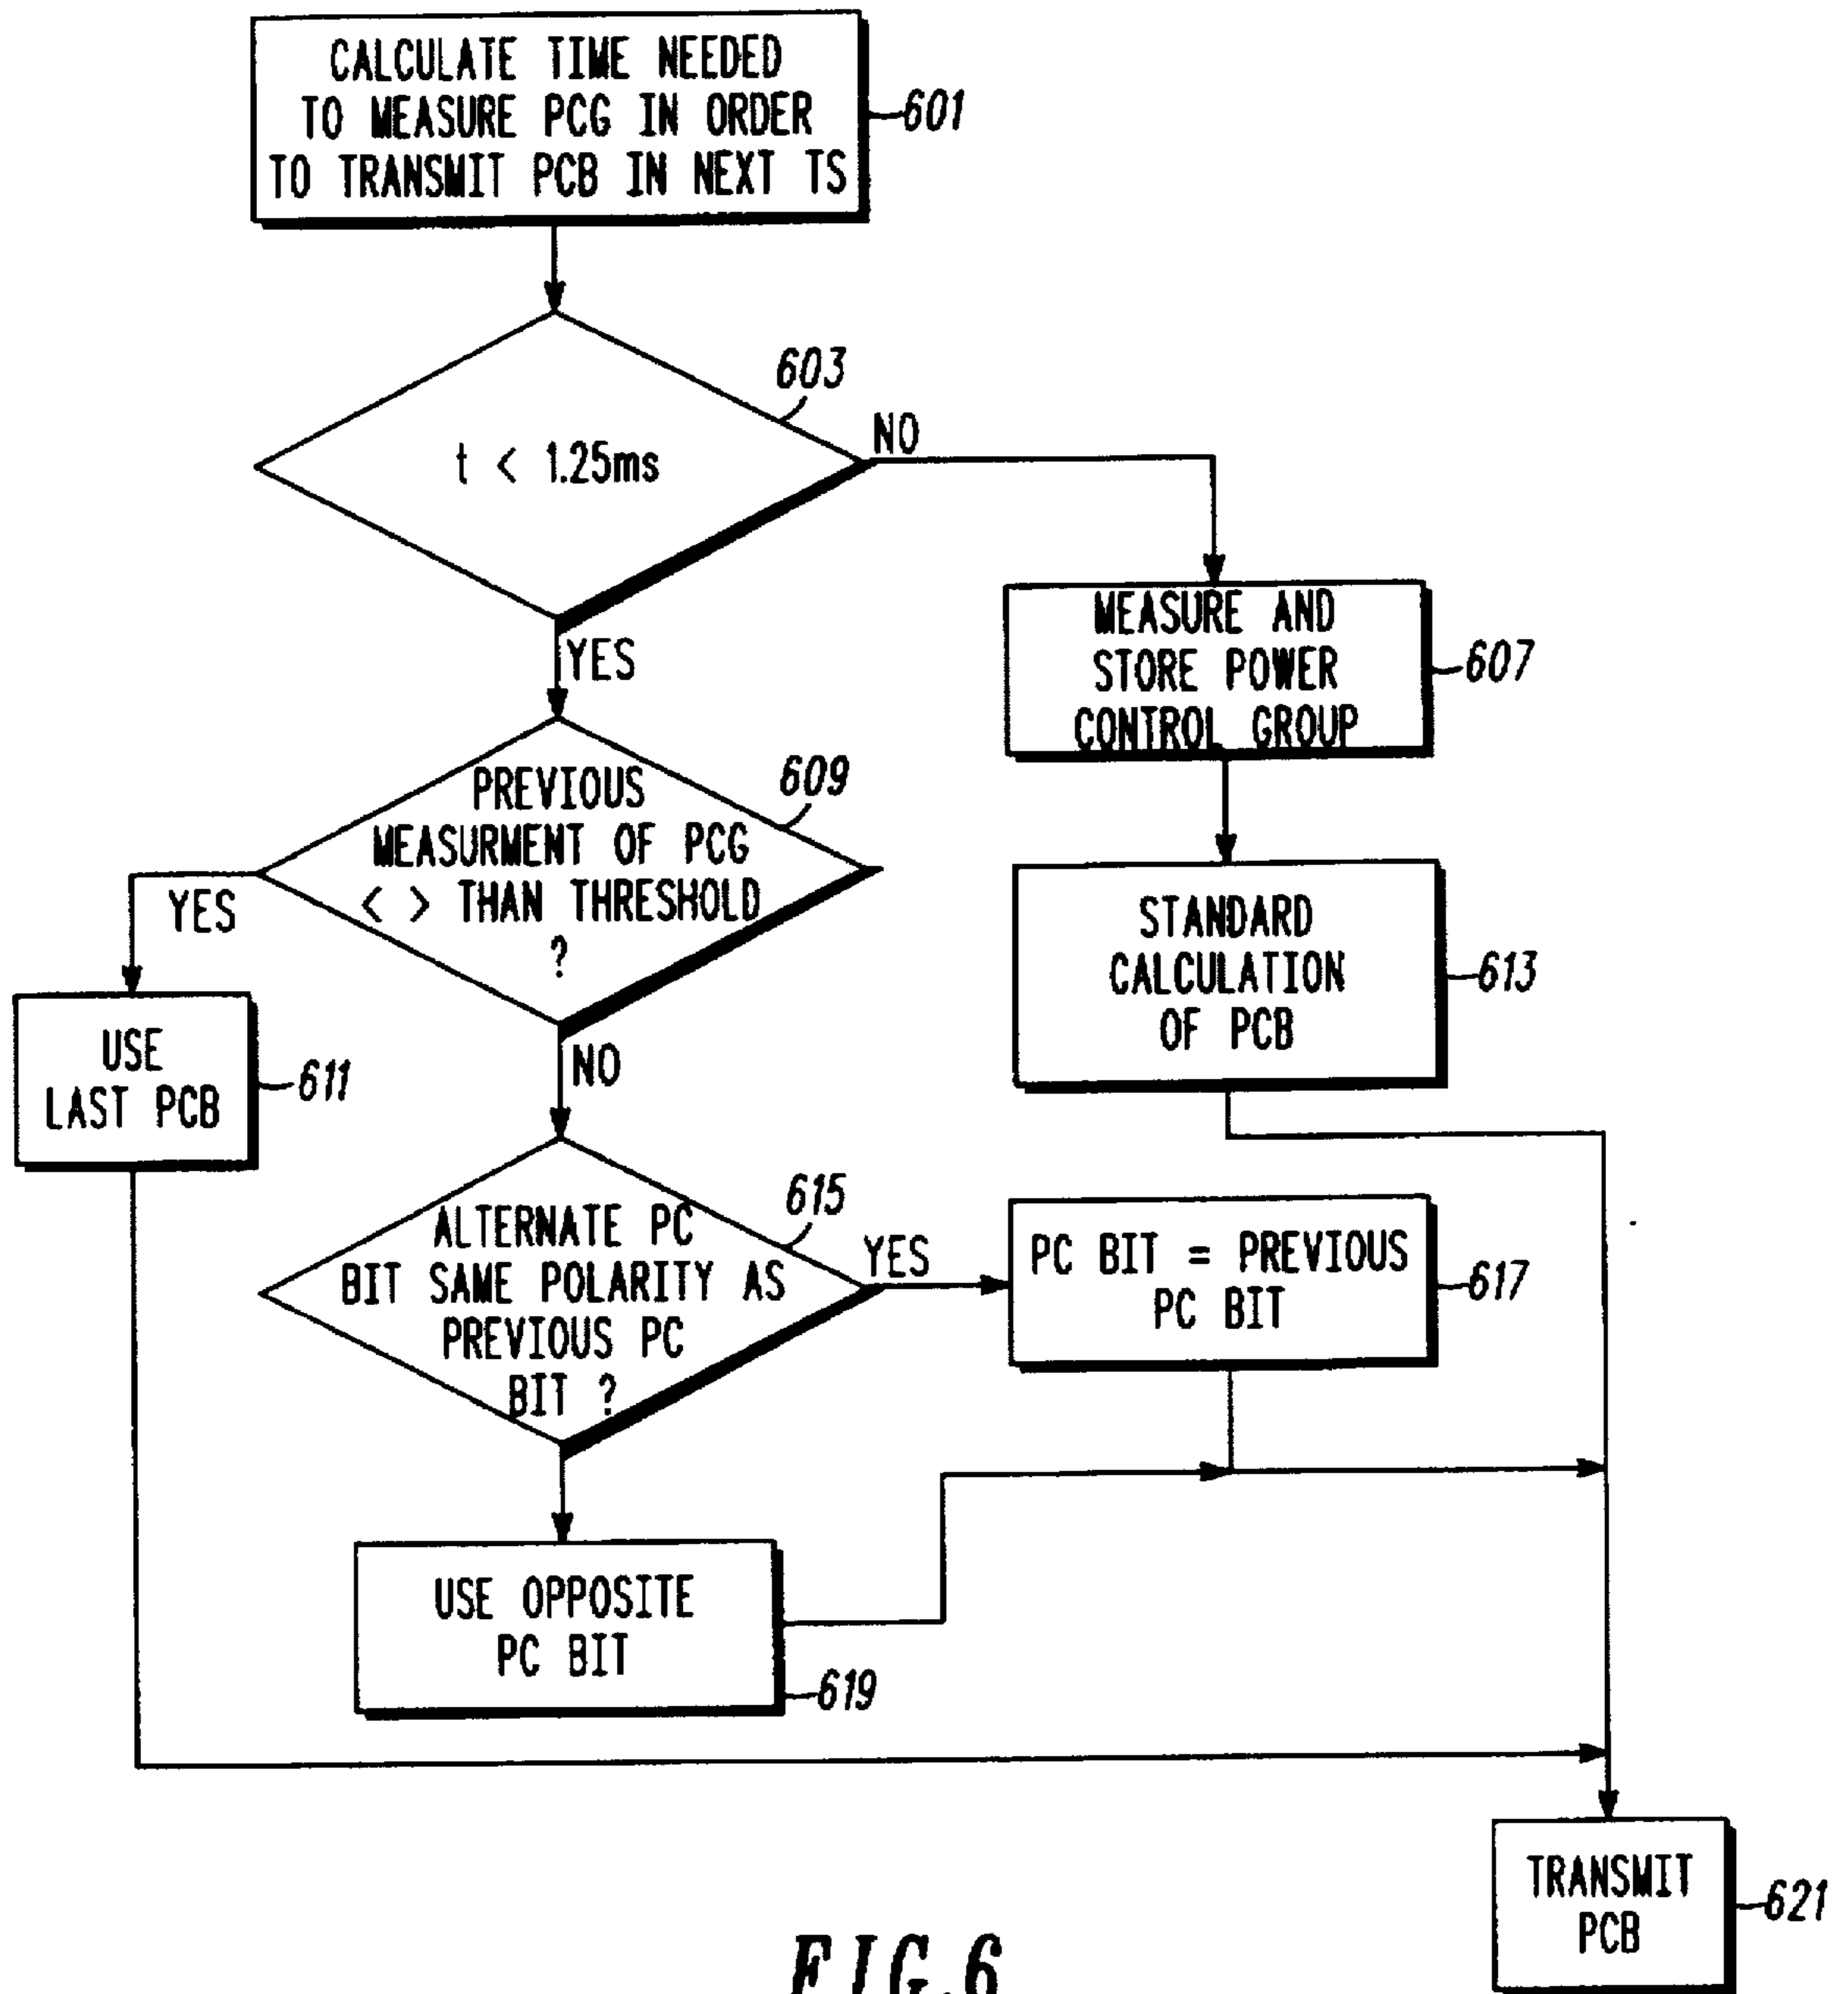 CALCULATE TIME NEEDED
TO MEASURE PCG IN ORDER
TO TRANSMIT PCB IN NEXT TS
601
603
t < 1.25ms
NO
YES
MEASURE AND
STORE POWER
CONTROL GROUP
607
PREVIOUS
MEASURMENT OF PCG
< > THAN THRESHOLD
?
609
YES
NO
STANDARD
CALCULATION
OF PCB
613
USE
LAST PCB
611
ALTERNATE PC
BIT SAME POLARITY AS
PREVIOUS PC
BIT ?
615
YES
PC BIT = PREVIOUS
PC BIT
617
USE OPPOSITE
PC BIT
619
TRANSMIT
PCB
621
FIG.6